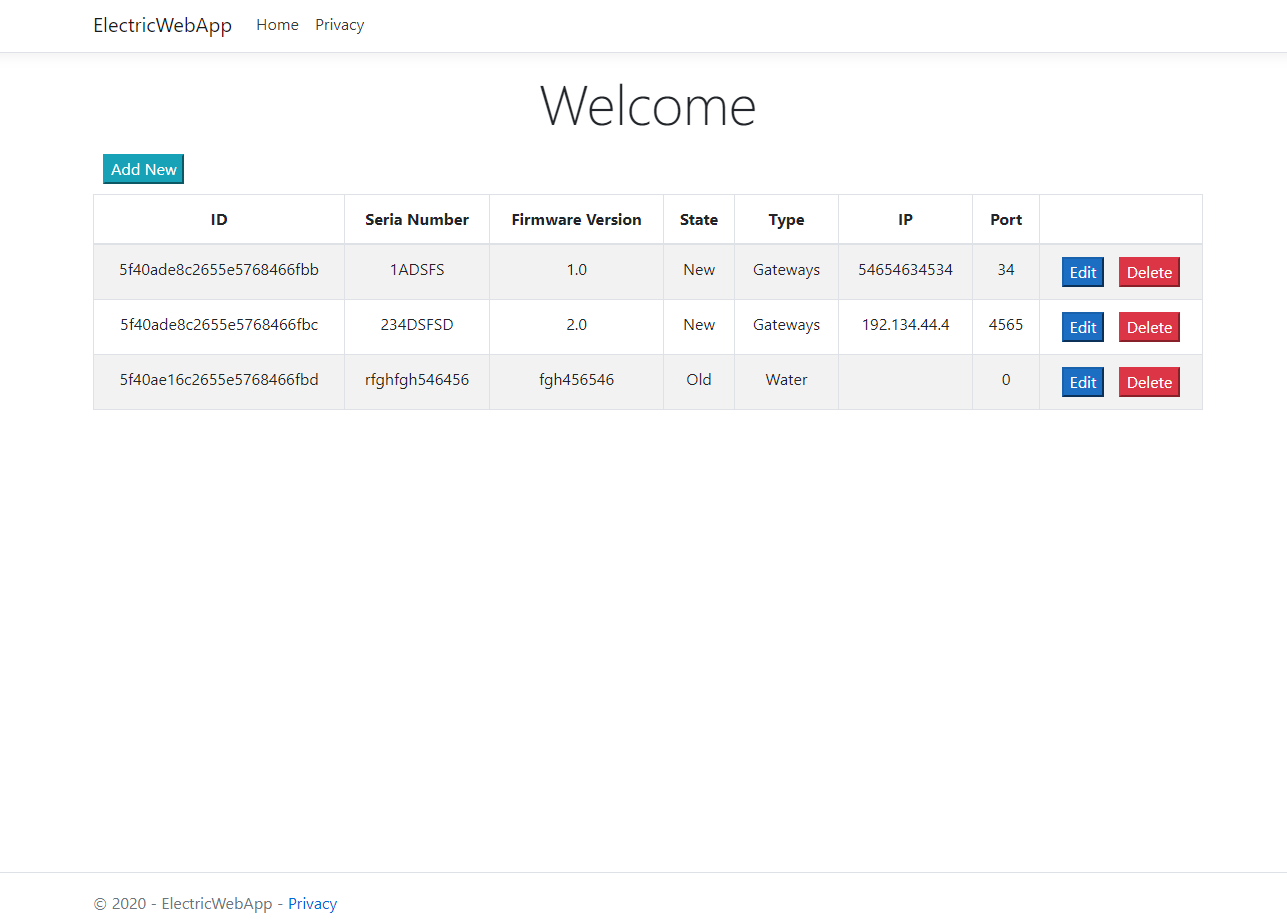 ElectricWebApp Home Privacy
Welcome
Add New
ID Seria Number Firmware Version State Type IP Port
5f40ade8c2655e5768466fbb 1ADSFS 1.0 New Gateways 54654634534 34 Edit Delete
5f40ade8c2655e5768466fbc 234DSFSD 2.0 New Gateways 192.134.44.4 4565 Edit Delete
5f40ae16c2655e5768466fbd rfghfgh546456 fgh456546 Old Water 0 Edit Delete
© 2020 - ElectricWebApp - Privacy